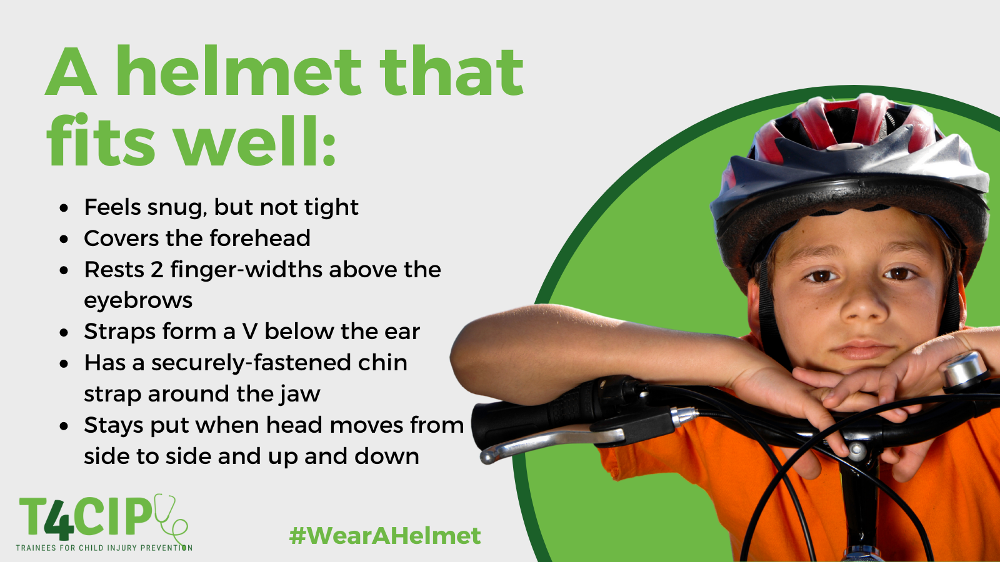 A helmet that
fits well:
• Feels snug, but not tight
• Covers the forehead
• Rests 2 finger-widths above the
eyebrows
• Straps form a V below the ear
• Has a securely-fastened chin
strap around the jaw
• Stays put when head moves from
side to side and up and down
T4CIP
TRAINEES FOR CHILD INJURY PREVENTION
#WearAHelmet